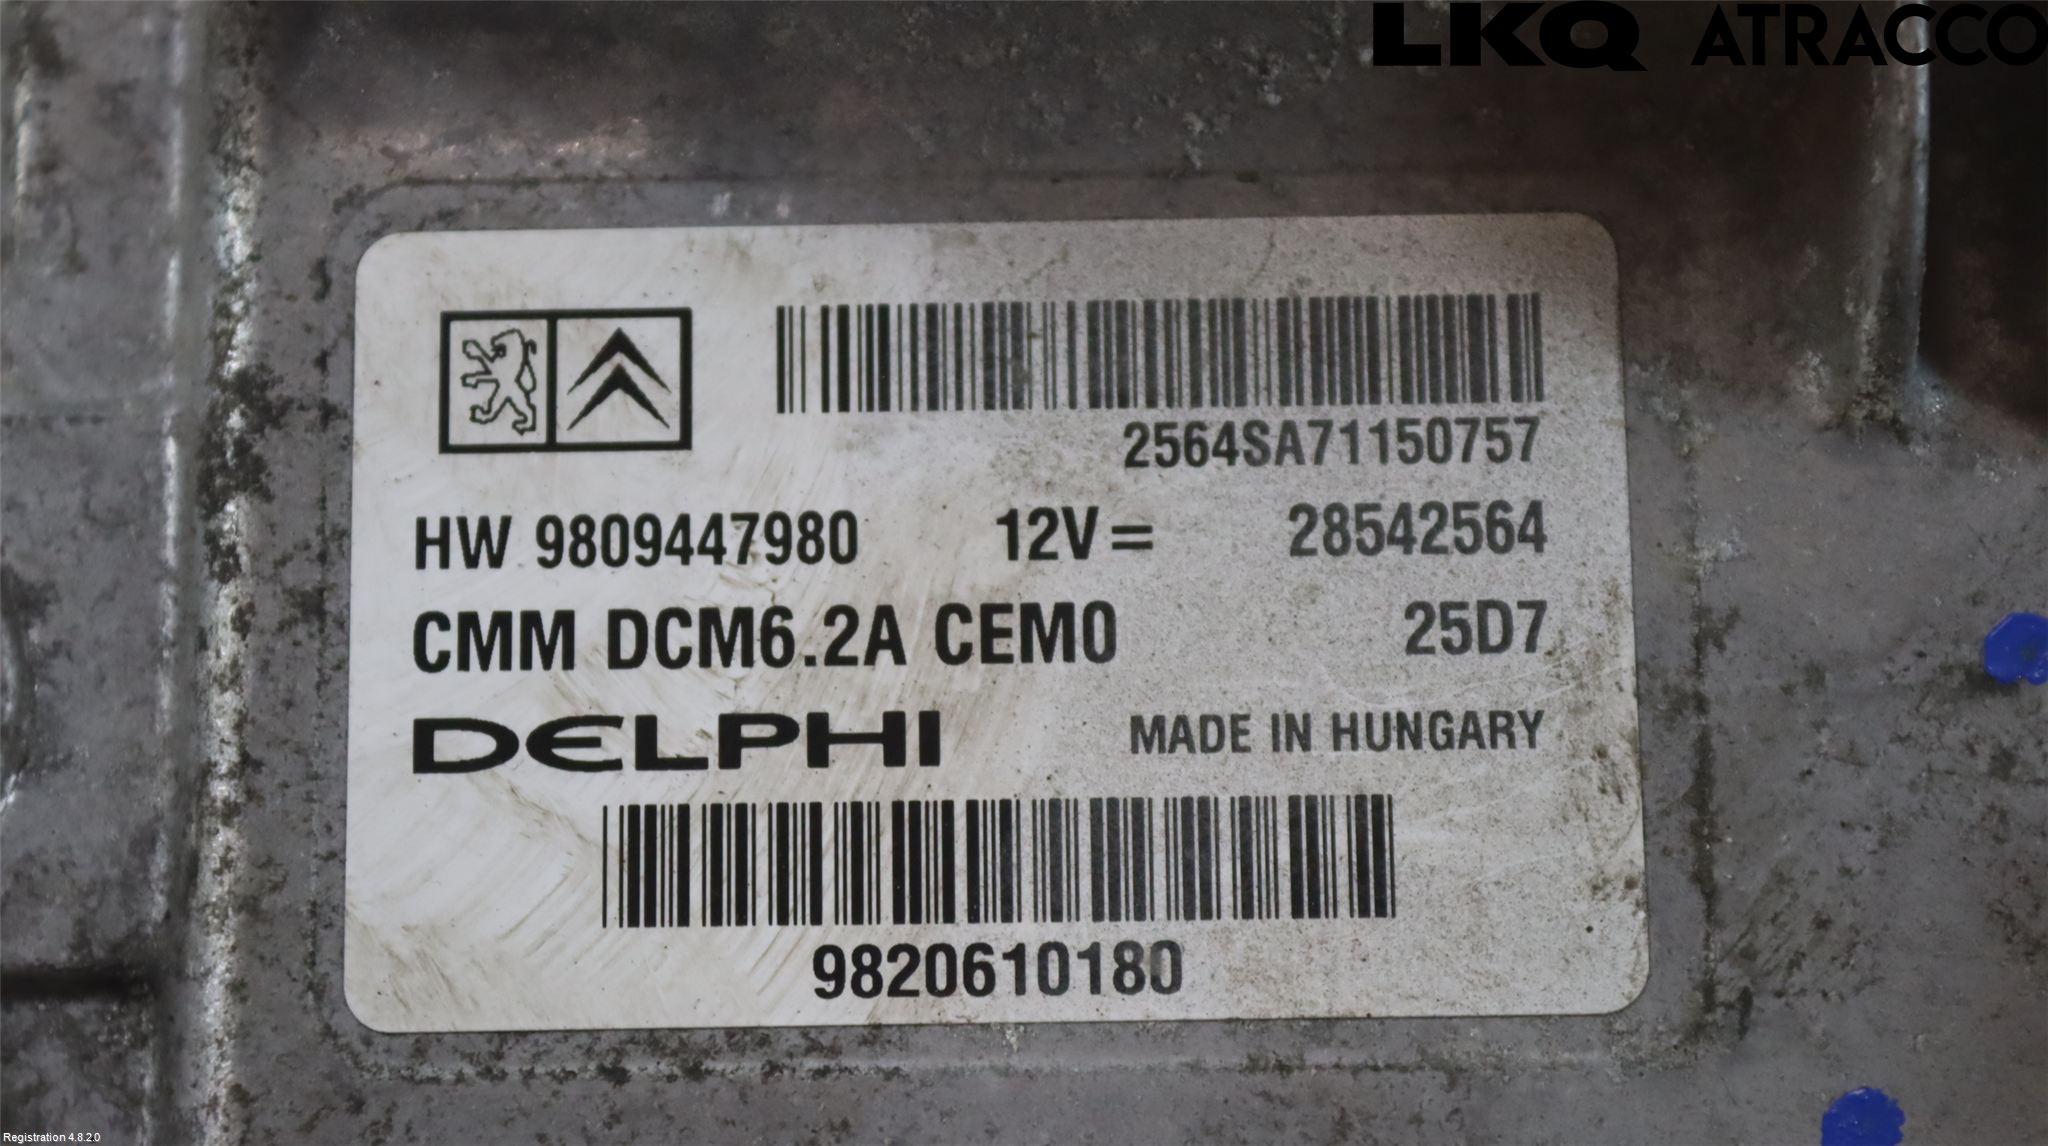 LKQ ATRACCO
2564SA71150757
HW 9809447980 12V= 28542564
CMM DCM6.2A CEM0 25D7
DELPHI MADE IN HUNGARY
9820610180
Registration 4.8.2.0